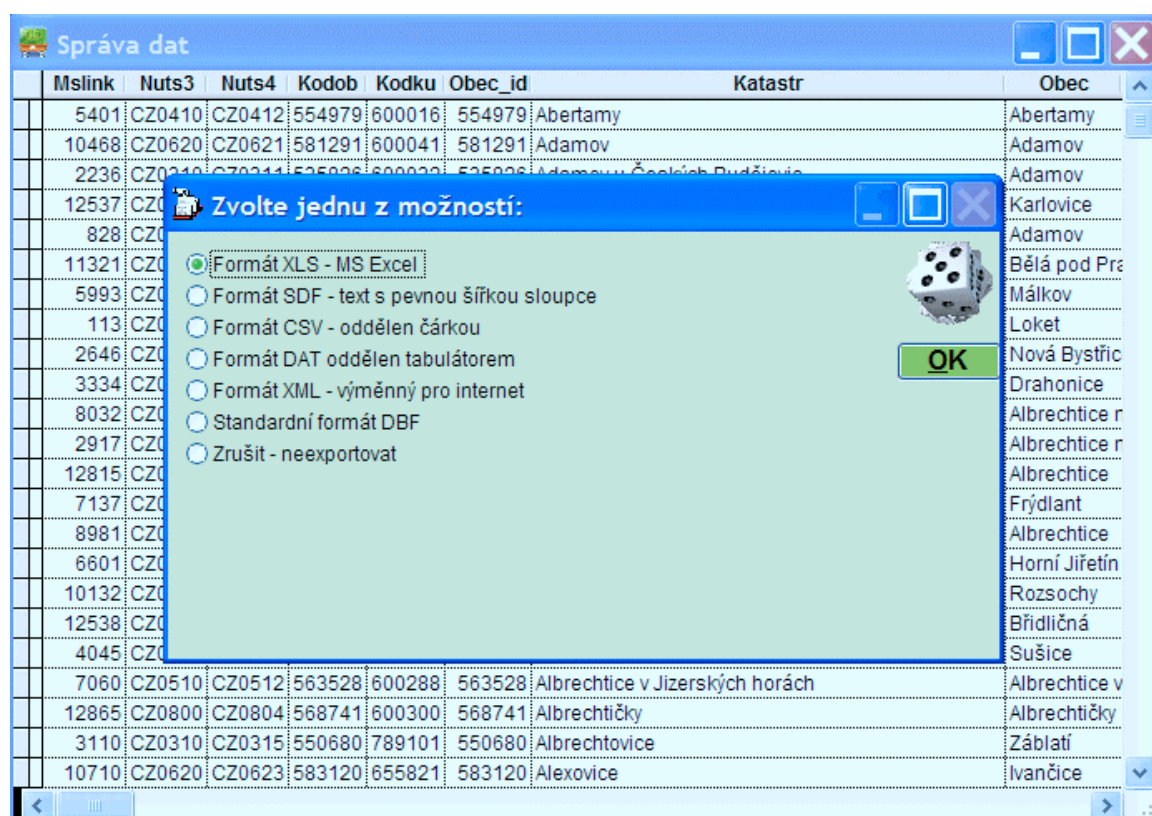 Správa dat
Mslink Nuts3 Nuts4 Kodob Kodku Obec_id Katastr Obec
5401 CZ0410 CZ0412 554979 600016 554979 Abertamy Abertamy
10468 CZ0620 CZ0621 581291 600041 581291 Adamov Adamov
2236 Adamov
12537 Karlovice
828 Adamov
11321 Bělá pod Pra
5993 Málkov
113 Loket
2646 Nová Bystřic
3334 Drahonice
8032 Albrechtice n
2917 Albrechtice n
12815 Albrechtice
7137 Frýdlant
8981 Albrechtice
6601 Horní Jiřetín
10132 Rozsochy
12538 Břidličná
4045 Sušice
7060 CZ0510 CZ0512 563528 600288 563528 Albrechtice v Jizerských horách Albrechtice v
12865 CZ0800 CZ0804 568741 600300 568741 Albrechtičky Albrechtičky
3110 CZ0310 CZ0315 550680 789101 550680 Albrechtovice Záblatí
10710 CZ0620 CZ0623 583120 655821 583120 Alexovice Ivančice
Zvolte jednu z možností:
Formát XLS - MS Excel
Formát SDF - text s pevnou šířkou sloupce
Formát CSV - oddělen čárkou
Formát DAT oddělen tabulátorem
Formát XML - výměnný pro internet
Standardní formát DBF
Zrušit - neexportovat
OK